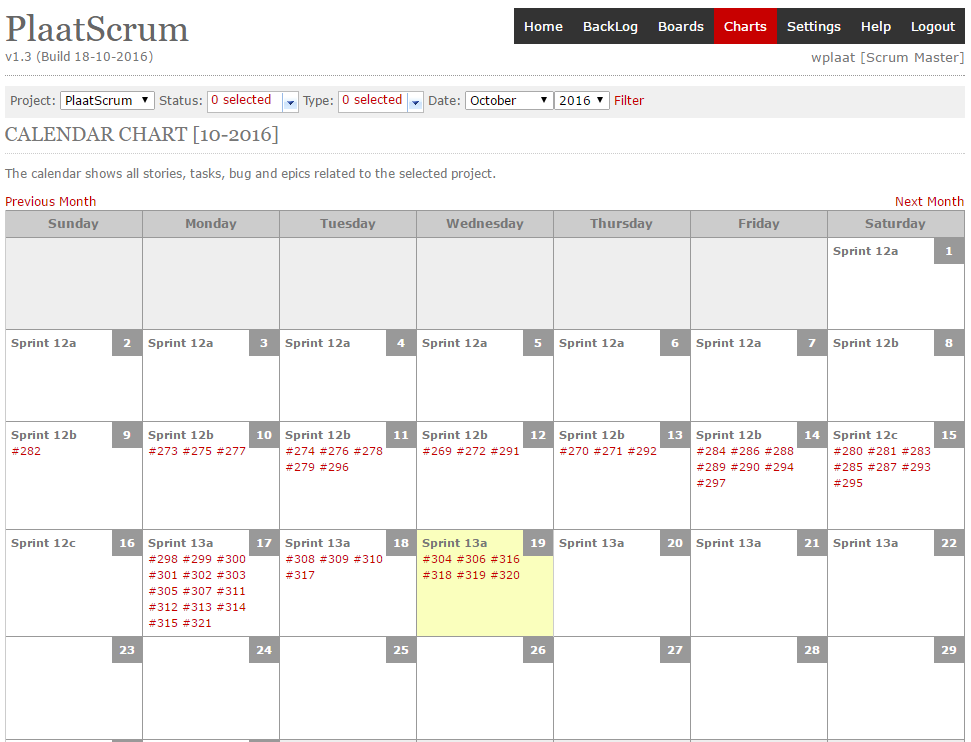 PlaatScrum
v1.3 (Build 18-10-2016)
Home BackLog Boards Charts Settings Help Logout
wplaat [Scrum Master]
Project: PlaatScrum Status: 0 selected Type: 0 selected Date: October 2016 Filter
CALENDAR CHART [10-2016]
The calendar shows all stories, tasks, bug and epics related to the selected project.
Previous Month Next Month
Sunday Monday Tuesday Wednesday Thursday Friday Saturday
Sprint 12a 1
Sprint 12a 2 Sprint 12a 3 Sprint 12a 4 Sprint 12a 5 Sprint 12a 6 Sprint 12a 7 Sprint 12b 8
Sprint 12b 9 Sprint 12b 10 Sprint 12b 11 Sprint 12b 12 Sprint 12b 13 Sprint 12b 14 Sprint 12c 15
#282 #273 #275 #277 #274 #276 #278 #269 #272 #291 #270 #271 #292 #284 #286 #288 #280 #281 #283
#279 #296 #289 #290 #294 #285 #287 #293
#297 #295
Sprint 12c 16 Sprint 13a 17 Sprint 13a 18 Sprint 13a 19 Sprint 13a 20 Sprint 13a 21 Sprint 13a 22
#298 #299 #300 #308 #309 #310 #304 #306 #316
#301 #302 #303 #317 #318 #319 #320
#305 #307 #311
#312 #313 #314
#315 #321
23 24 25 26 27 28 29